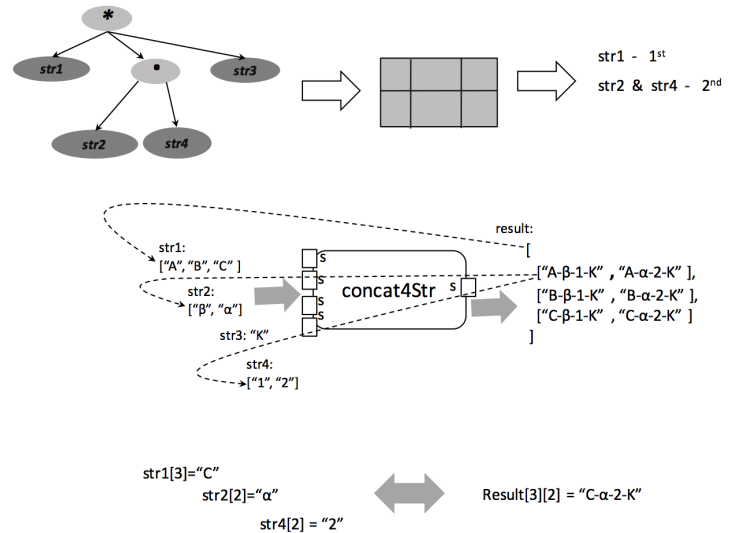 *
str1
·
str3
str2
str4
str1 - 1st
str2 & str4 - 2nd
result:
[
str1:
[“A”, “B”, “C” ]
str2:
[“β”, “α”]
str3: “K”
str4:
[“1”, “2”]
s
s
s
s
concat4Str
s
[“A-β-1-K” , “A-α-2-K” ],
[“B-β-1-K” , “B-α-2-K” ],
[“C-β-1-K” , “C-α-2-K” ]
]
str1[3]=“C”
str2[2]=“α”
str4[2] = “2”
Result[3][2] = “C-α-2-K”